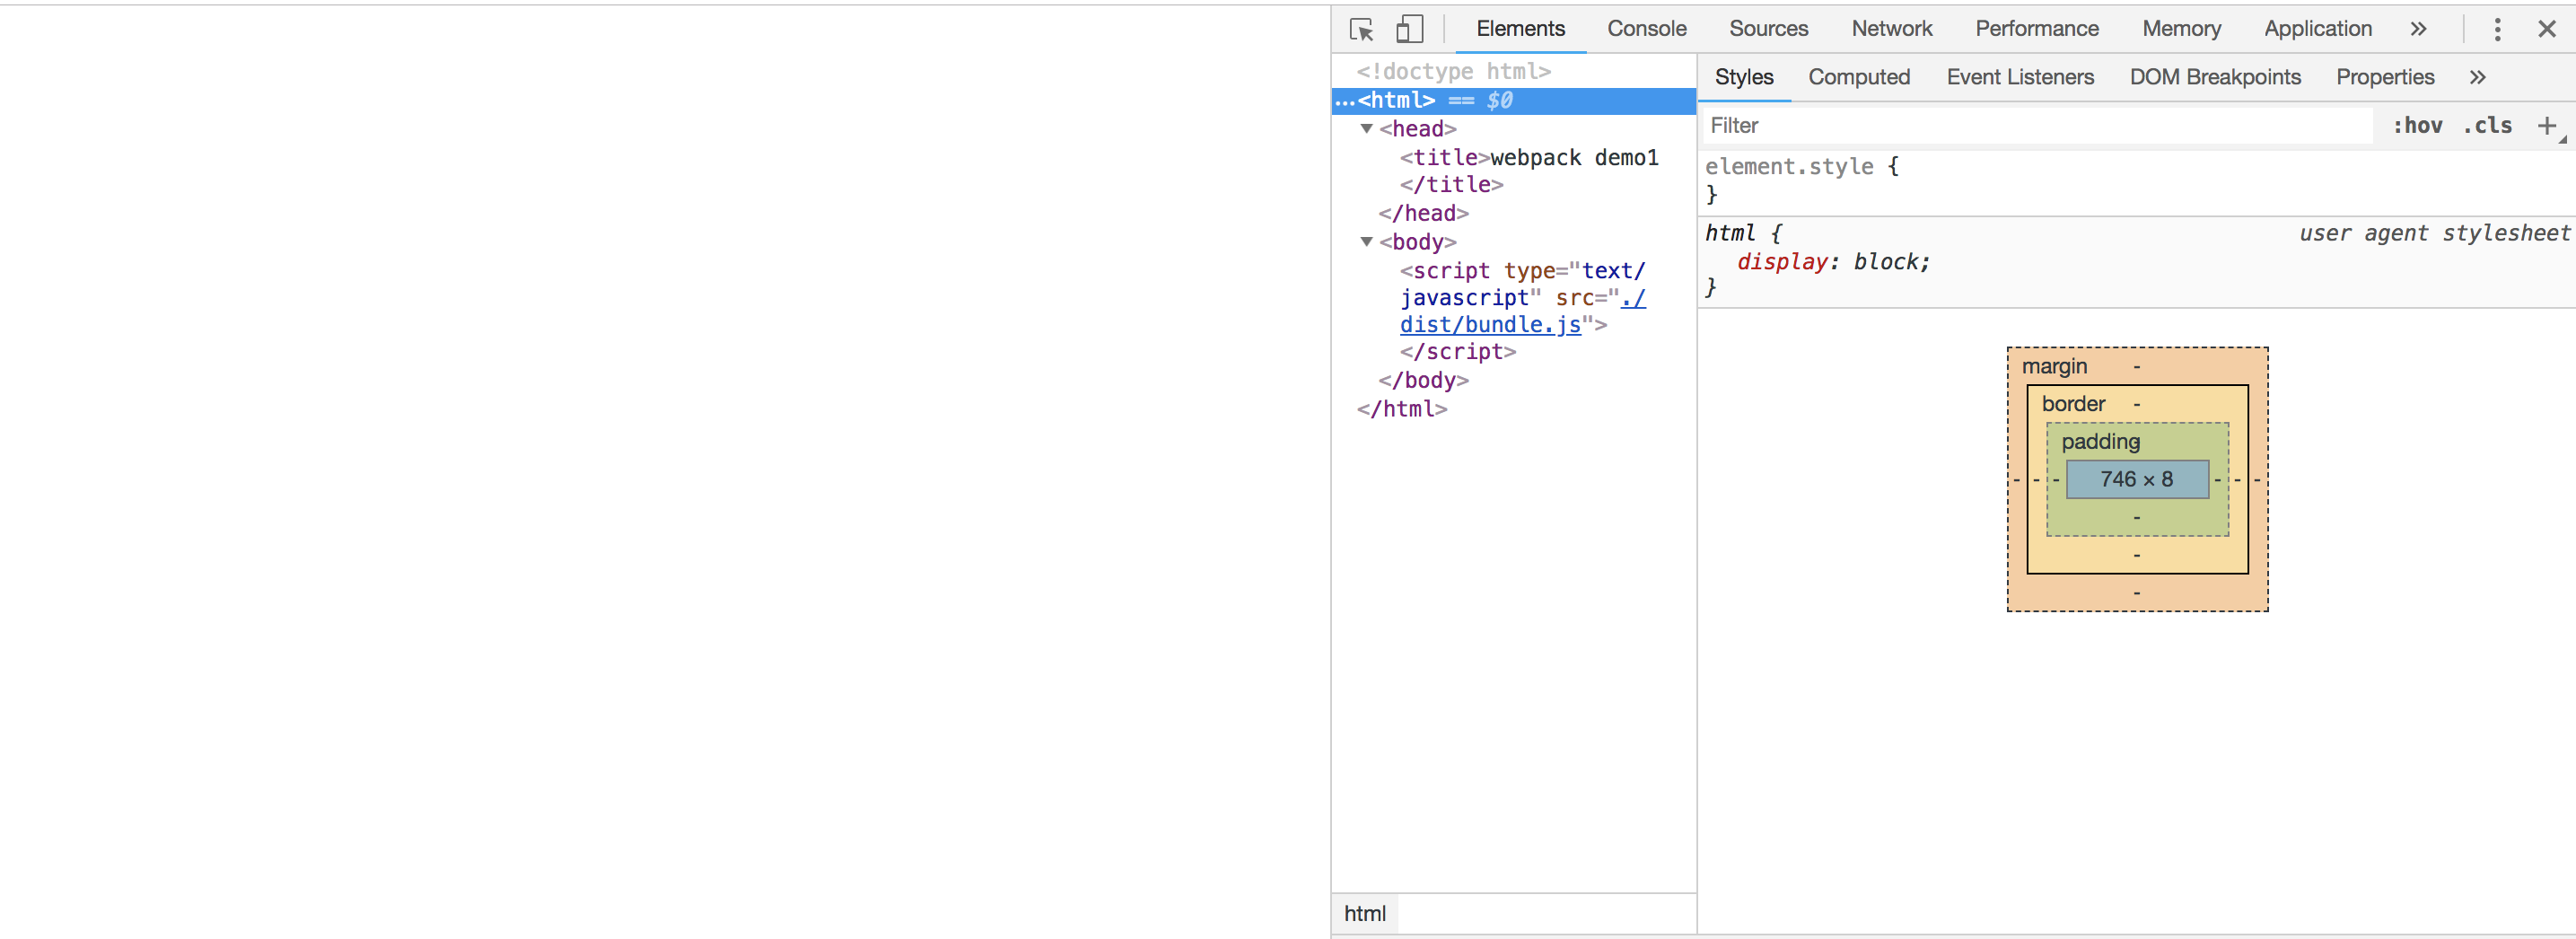 Elements Console Sources Network Performance Memory Application »
<!doctype html>
…<html> == $0
▼<head>
<title>webpack demo1
</title>
</head>
▼<body>
<script type="text/
javascript" src="./
dist/bundle.js">
</script>
</body>
</html>
html
Styles Computed Event Listeners DOM Breakpoints Properties »
Filter :hov .cls +
element.style {
}
html { user agent stylesheet
display: block;
}
margin -
border -
padding -
- - - 746 × 8 - - -
-
-
-